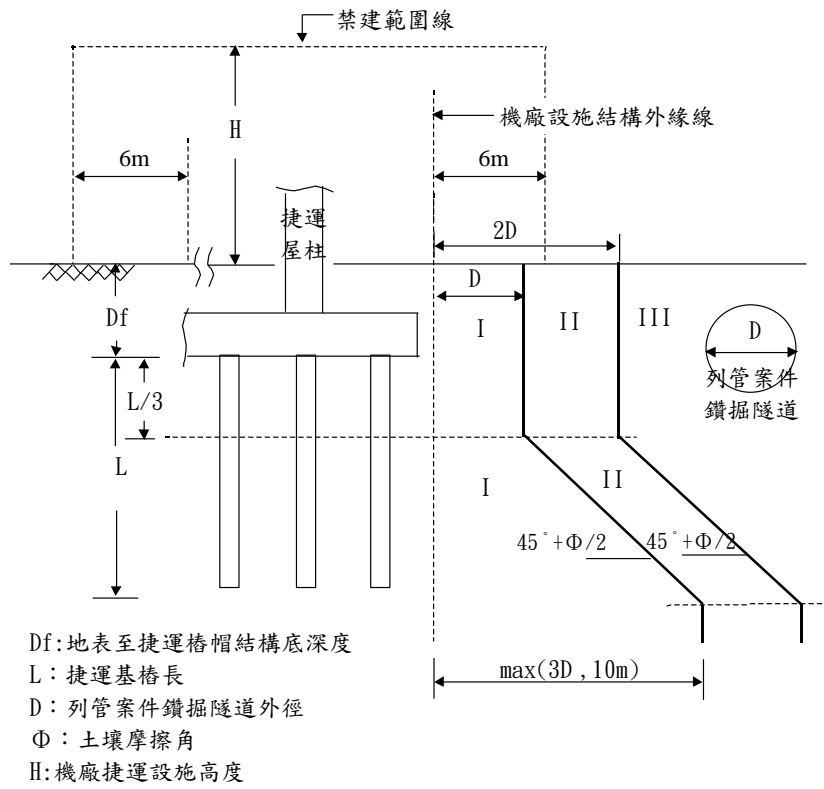 禁建範圍線
機廠設施結構外緣線
H
6m
6m
捷運
屋柱
2D
D
Df
I
II
III
D
列管案件
鑽掘隧道
L/3
L
I
II
45°+Φ/2
45°+Φ/2
max(3D,10m)
Df:地表至捷運樁帽結構底深度
L：捷運基樁長
D：列管案件鑽掘隧道外徑
Φ：土壤摩擦角
H:機廠捷運設施高度